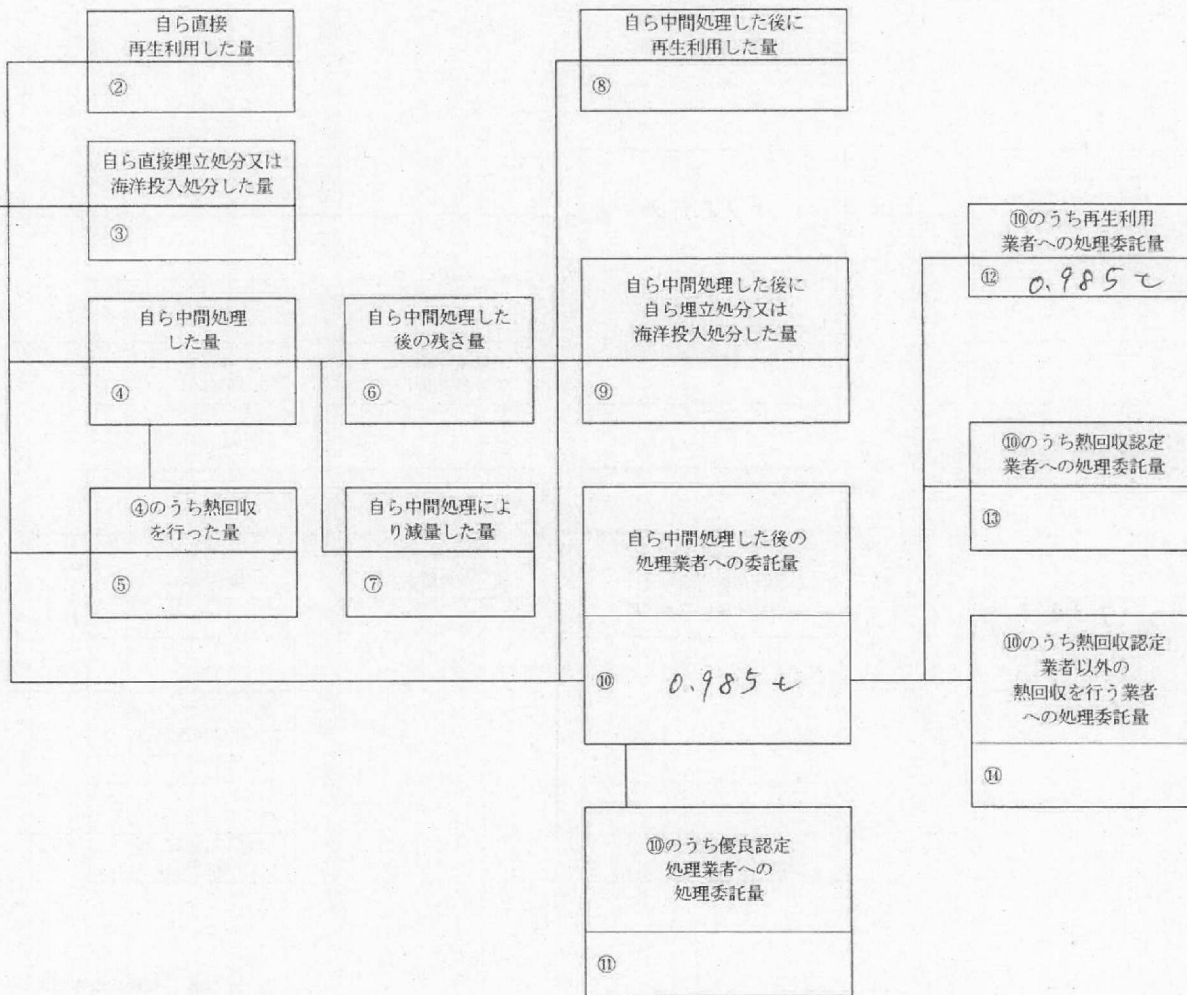 自ら直接
再生利用した量
②
自ら直接埋立処分又は
海洋投入処分した量
③
自ら中間処理
した量
④
④のうち熱回収
を行った量
⑤
自ら中間処理した
後の残さ量
⑥
自ら中間処理によ
り減量した量
⑦
自ら中間処理した後に
再生利用した量
⑧
自ら中間処理した後に
自ら埋立処分又は
海洋投入処分した量
⑨
自ら中間処理した後の
処理業者への委託量
⑩ 0.985 t
⑩のうち優良認定
処理業者への
処理委託量
⑪
⑩のうち再生利用
業者への処理委託量
⑫ 0.985 t
⑩のうち熱回収認定
業者への処理委託量
⑬
⑩のうち熱回収認定
業者以外の
熱回収を行う業者
への処理委託量
⑭